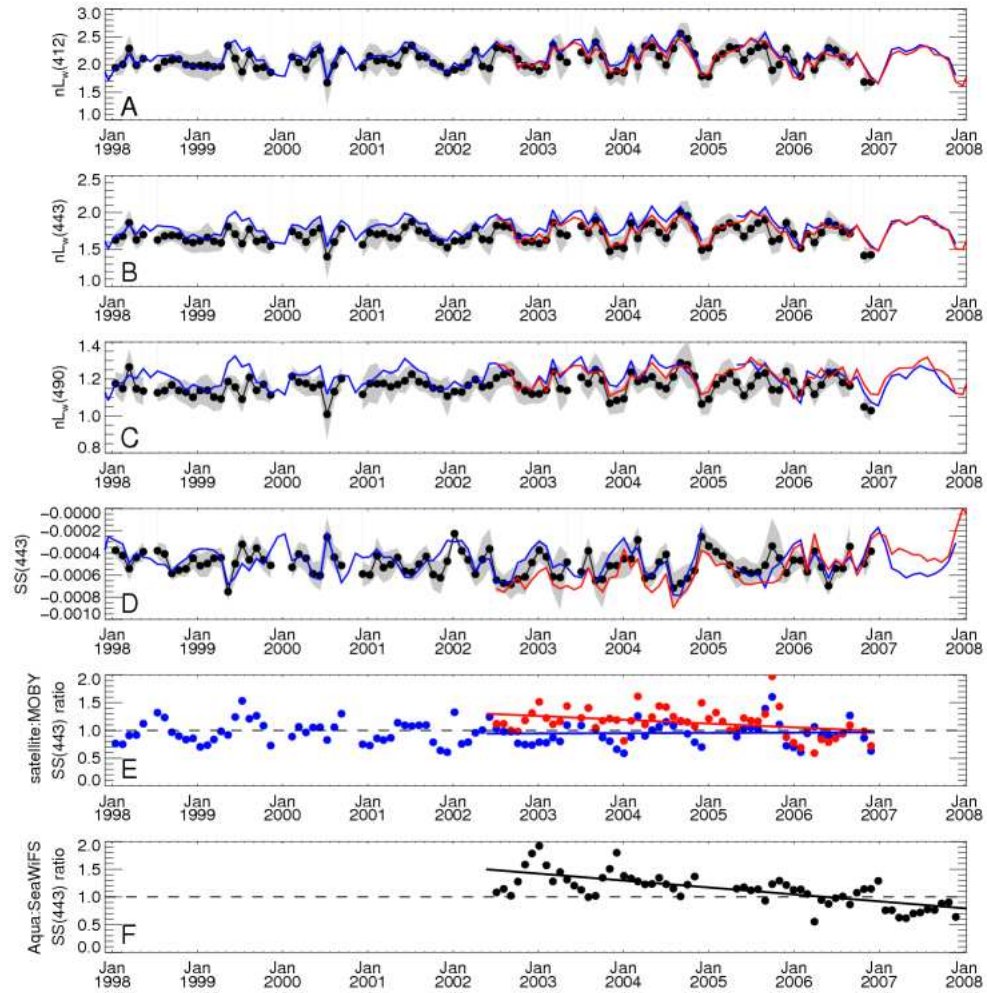 3.0
2.5
2.0
1.5
1.0
nLw(412)
A
Jan Jan Jan Jan Jan Jan Jan Jan Jan Jan Jan
1998 1999 2000 2001 2002 2003 2004 2005 2006 2007 2008
2.5
2.0
1.5
1.0
nLw(443)
B
Jan Jan Jan Jan Jan Jan Jan Jan Jan Jan Jan
1998 1999 2000 2001 2002 2003 2004 2005 2006 2007 2008
1.4
1.2
1.0
0.8
nLw(490)
C
Jan Jan Jan Jan Jan Jan Jan Jan Jan Jan Jan
1998 1999 2000 2001 2002 2003 2004 2005 2006 2007 2008
−0.0000
−0.0002
−0.0004
−0.0006
−0.0008
−0.0010
SS(443)
D
Jan Jan Jan Jan Jan Jan Jan Jan Jan Jan Jan
1998 1999 2000 2001 2002 2003 2004 2005 2006 2007 2008
2.0
1.5
1.0
0.5
0.0
satellite:MOBY
SS(443) ratio
E
Jan Jan Jan Jan Jan Jan Jan Jan Jan Jan Jan
1998 1999 2000 2001 2002 2003 2004 2005 2006 2007 2008
2.0
1.5
1.0
0.5
0.0
Aqua:SeaWiFS
SS(443) ratio
F
Jan Jan Jan Jan Jan Jan Jan Jan Jan Jan Jan
1998 1999 2000 2001 2002 2003 2004 2005 2006 2007 2008